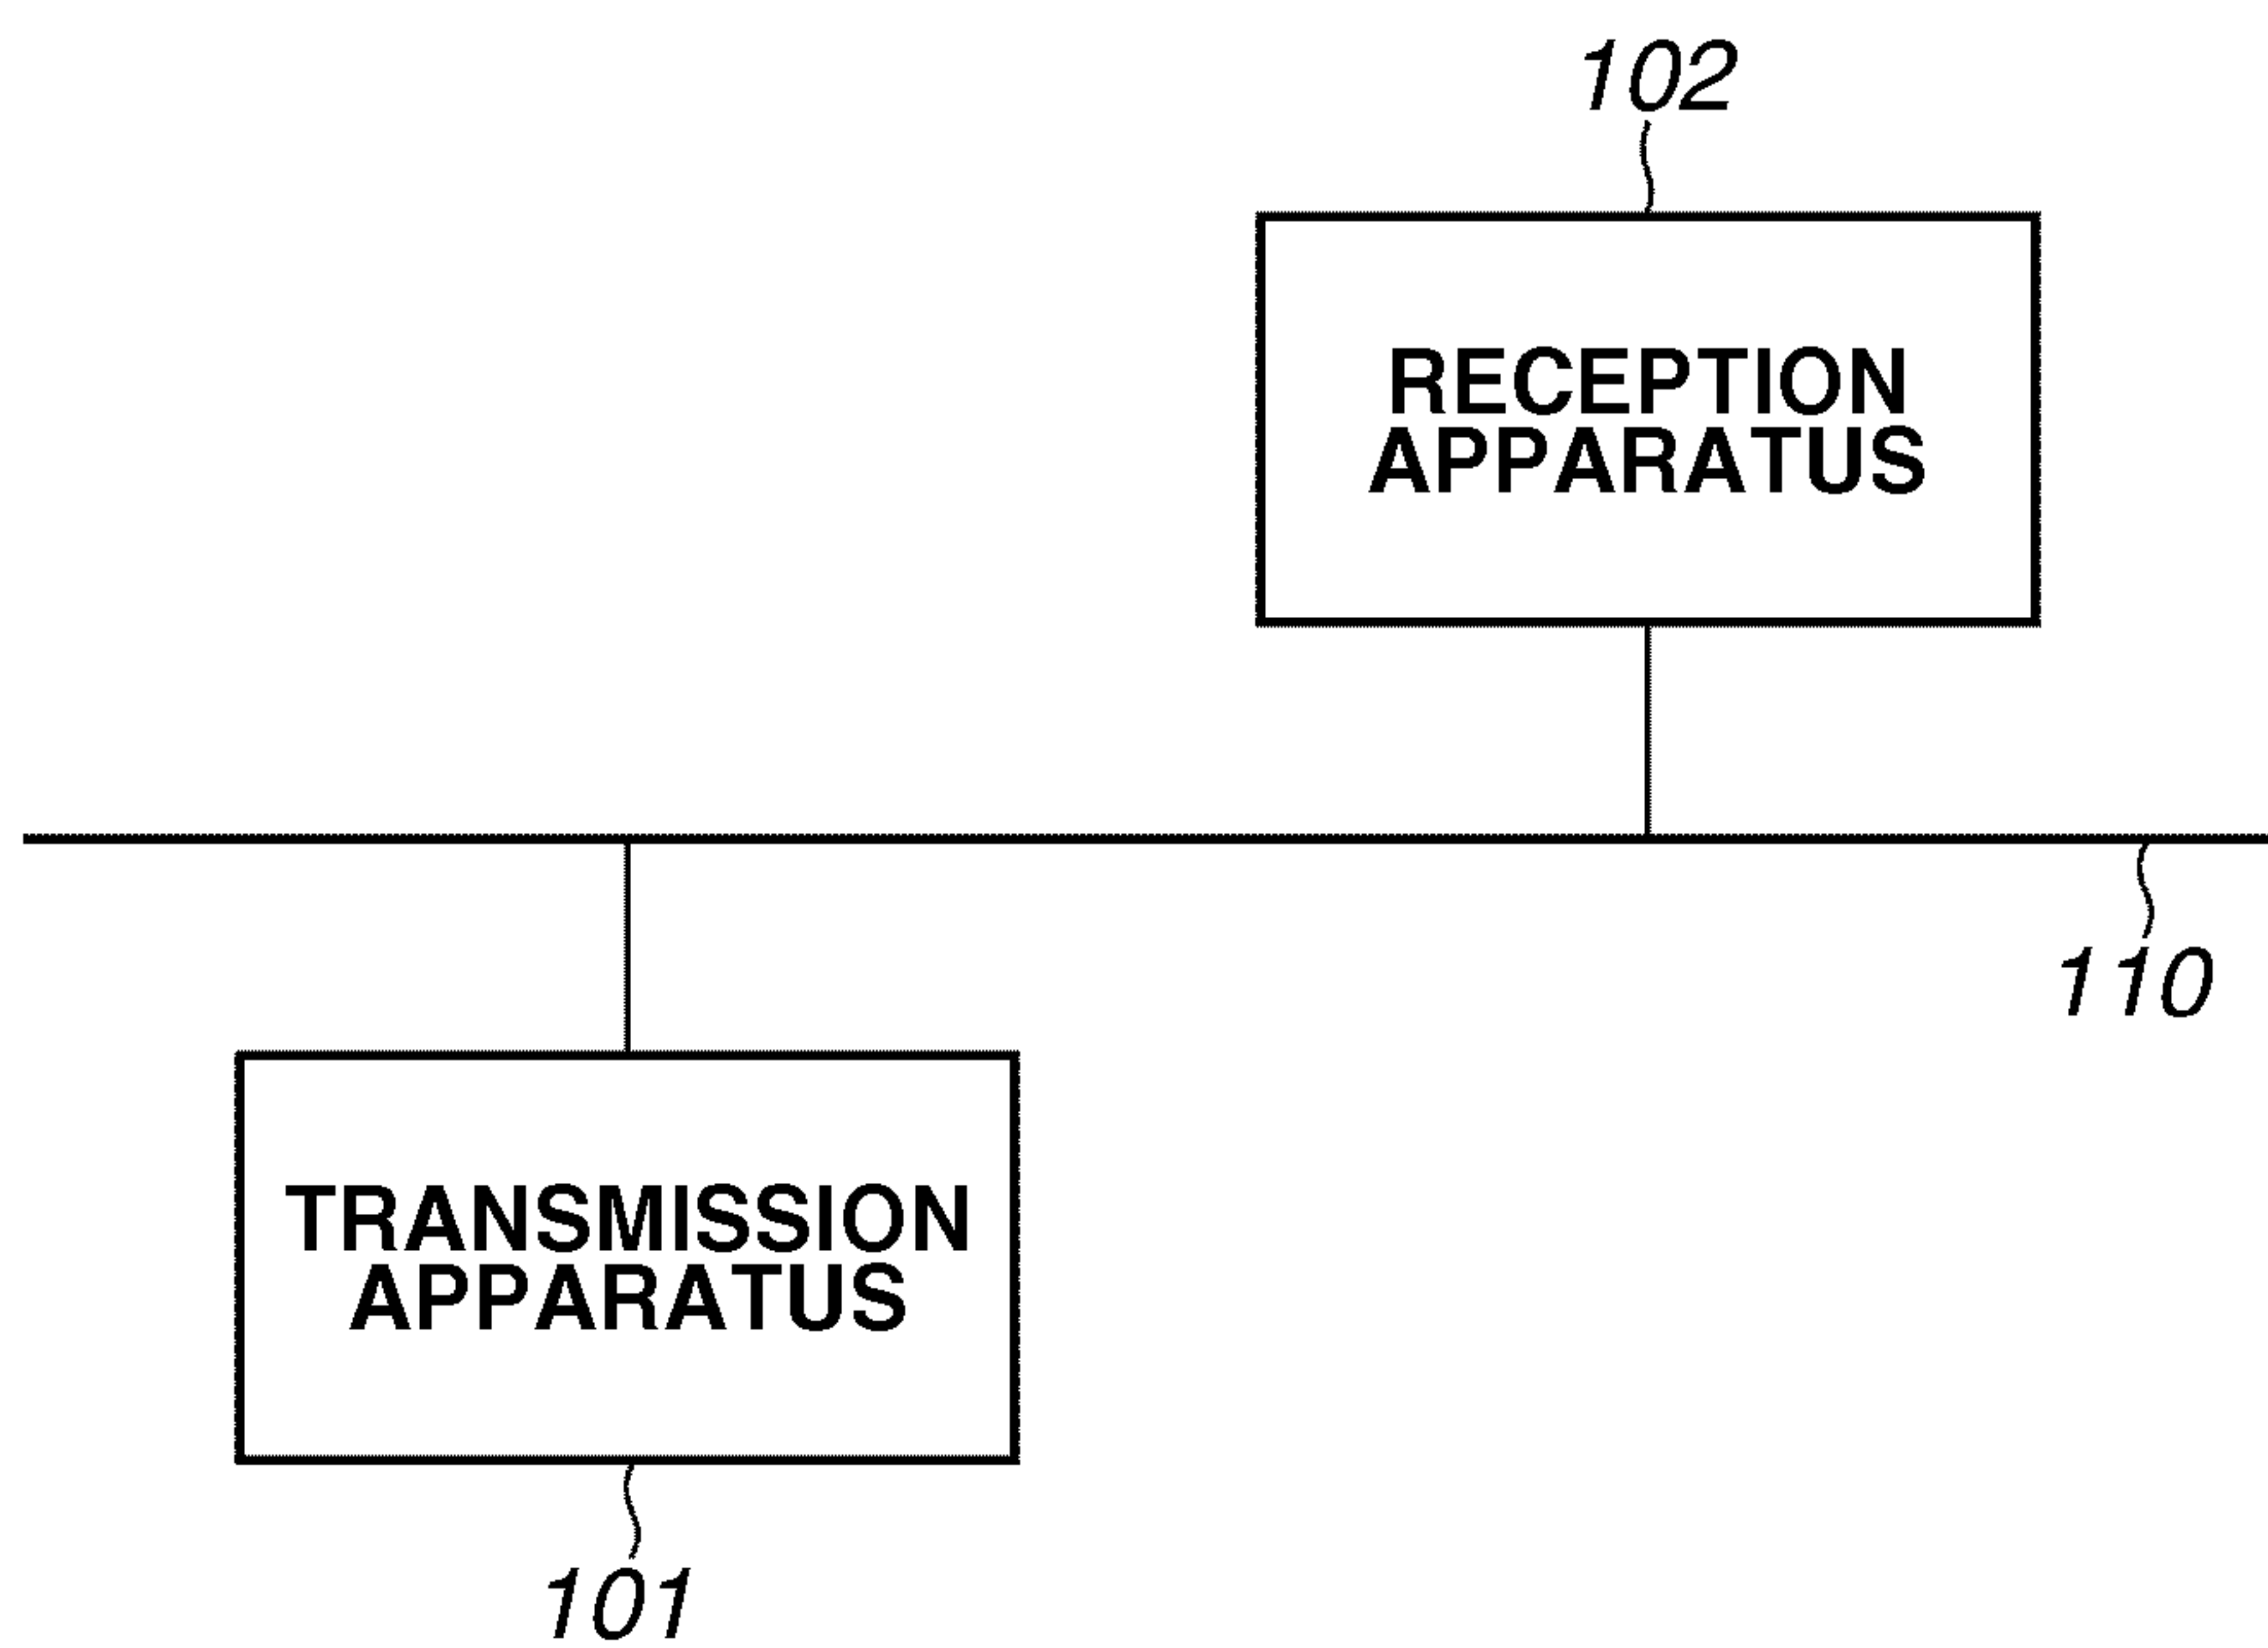 102
RECEPTION
APPARATUS
110
TRANSMISSION
APPARATUS
101